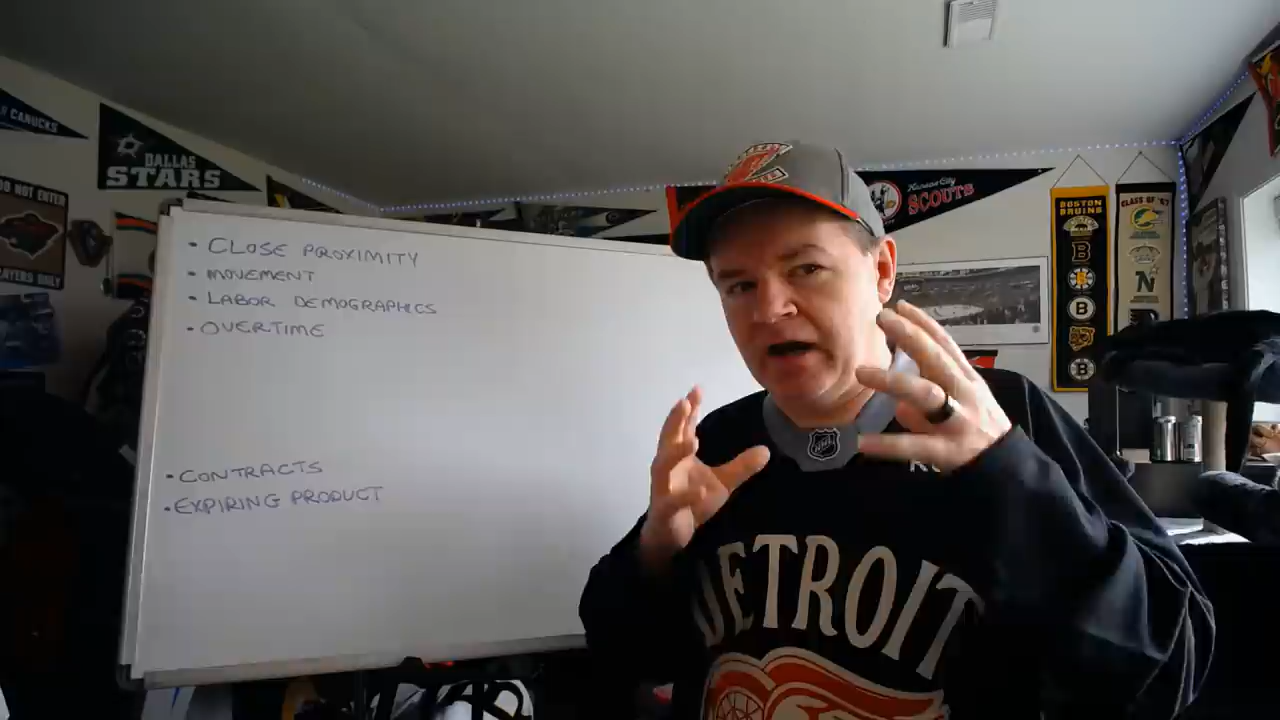 CANUCKS
DALLAS
STARS
DO NOT ENTER
PLAYERS ONLY
• CLOSE PROXIMITY
• MOVEMENT
• LABOR DEMOGRAPHICS
• OVERTIME
• CONTRACTS
• EXPIRING PRODUCT
Kansas City
SCOUTS
BOSTON
BRUINS
B
B
B
B
CLASS OF '67
N
NHL
DETROIT